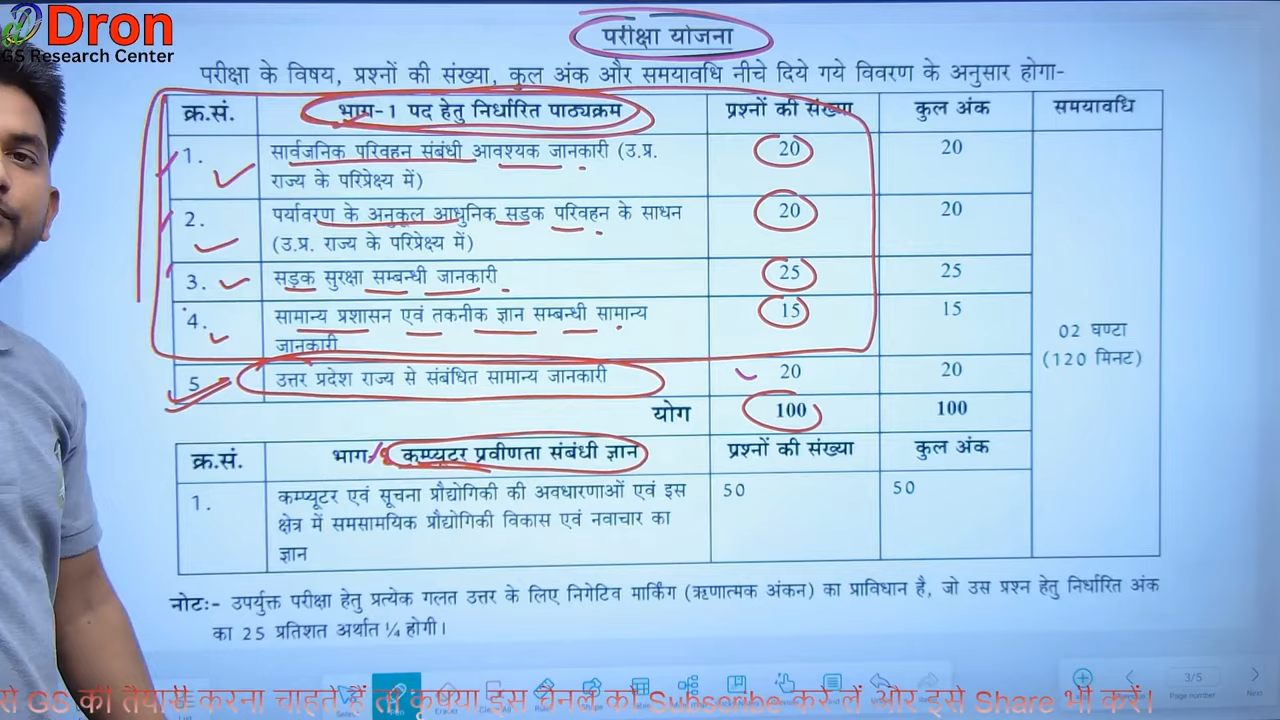 Dron
GS Research Center
परीक्षा योजना
परीक्षा के विषय, प्रश्नों की संख्या, कुल अंक और समयावधि नीचे दिये गये विवरण के अनुसार होगा-
क्र.सं. भाग-1 पद हेतु निर्धारित पाठ्यक्रम प्रश्नों की संख्या कुल अंक समयावधि
1. सार्वजनिक परिवहन संबंधी आवश्यक जानकारी (उ.प्र. 20 20
राज्य के परिप्रेक्ष्य में)
2. पर्यावरण के अनुकूल आधुनिक सड़क परिवहन के साधन 20 20
(उ.प्र. राज्य के परिप्रेक्ष्य में)
3. सड़क सुरक्षा सम्बन्धी जानकारी 25 25
4. सामान्य प्रशासन एवं तकनीक ज्ञान सम्बन्धी सामान्य 15 15
जानकारी
02 घण्टा
(120 मिनट)
5 उत्तर प्रदेश राज्य से संबंधित सामान्य जानकारी 20 20
योग 100 100
क्र.सं. भाग कम्प्यूटर प्रवीणता संबंधी ज्ञान प्रश्नों की संख्या कुल अंक
1. कम्प्यूटर एवं सूचना प्रौद्योगिकी की अवधारणाओं एवं इस 50 50
क्षेत्र में समसामयिक प्रौद्योगिकी विकास एवं नवाचार का
ज्ञान
नोटः- उपर्युक्त परीक्षा हेतु प्रत्येक गलत उत्तर के लिए निगेटिव मार्किंग (ऋणात्मक अंकन) का प्राविधान है, जो उस प्रश्न हेतु निर्धारित अंक
का 25 प्रतिशत अर्थात ¼ होगी।
3/5
Page number
Next
से GS की तैयारी करना चाहते हैं तो कृपया इस चैनल को Subscribe करे लें और इसे Share भी करें।